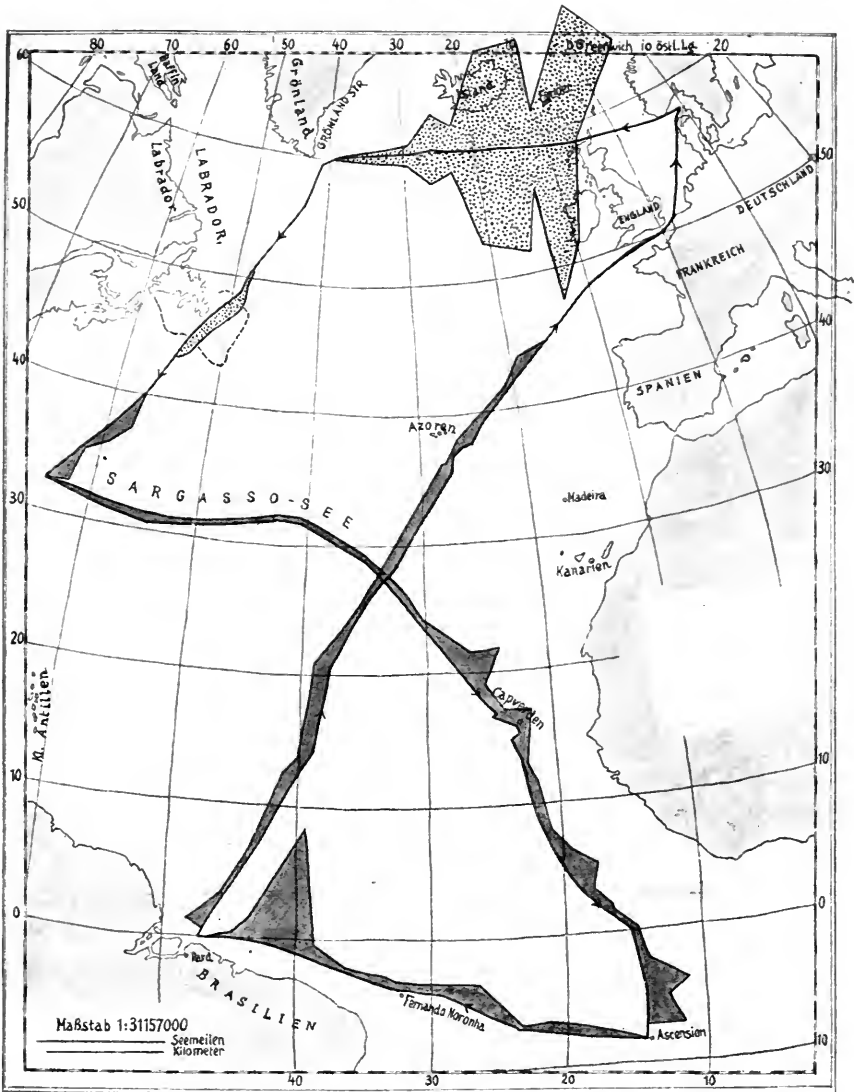 80 70 60 50 40 30 20 10 0 Greenwich 10 östl. Lg. 20
60
Baffin
Land
Grönland
GRÖNLAND STR.
Island
Labrador
LABRADOR
50
50
ENGLAND
DEUTSCHLAND
FRANKREICH
40
40
SPANIEN
Azoren
SARGASSO-SEE
30
30
Madeira
Kanarien
20
Kl. Antillen
Capverden
10
10
0
0
Pará
BRASILIEN
Fernando Noronha
Ascension
Maßstab 1:31157000
Seemeilen
Kilometer
10
40 30 20 10